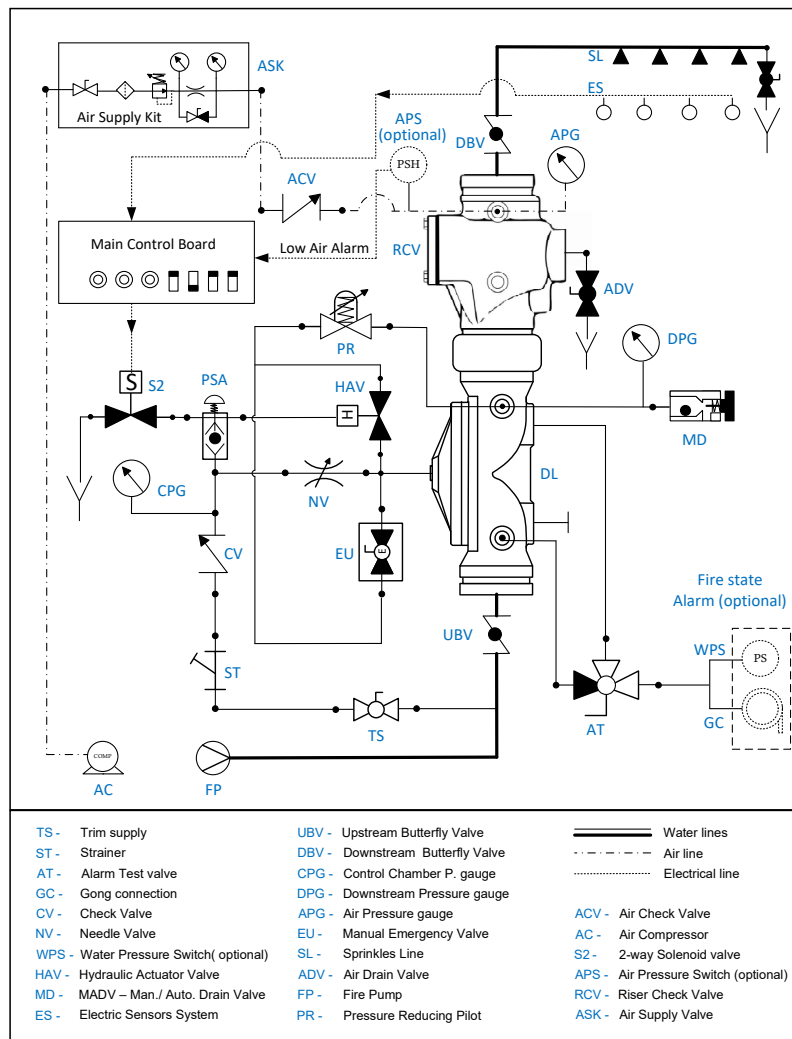 ASK
Air Supply Kit
SL
ES
APS
(optional)
DBV
APG
PSH
ACV
Main Control Board
Low Air Alarm
RCV
ADV
PR
DPG
S
S2
PSA
HAV
H
MD
CPG
NV
DL
CV
EU
E
Fire state
Alarm (optional)
UBV
WPS
PS
ST
GC
TS
AT
COMP
AC
FP
TS - Trim supply
ST - Strainer
AT - Alarm Test valve
GC - Gong connection
CV - Check Valve
NV - Needle Valve
WPS - Water Pressure Switch( optional)
HAV - Hydraulic Actuator Valve
MD - MADV – Man./ Auto. Drain Valve
ES - Electric Sensors System
UBV - Upstream Butterfly Valve
DBV - Downstream Butterfly Valve
CPG - Control Chamber P. gauge
DPG - Downstream Pressure gauge
APG - Air Pressure gauge
EU - Manual Emergency Valve
SL - Sprinkles Line
ADV - Air Drain Valve
FP - Fire Pump
PR - Pressure Reducing Pilot
Water lines
Air line
Electrical line
ACV - Air Check Valve
AC - Air Compressor
S2 - 2-way Solenoid valve
APS - Air Pressure Switch (optional)
RCV - Riser Check Valve
ASK - Air Supply Valve